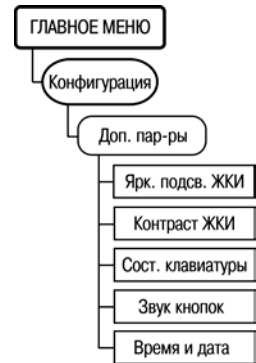 ГЛАВНОЕ МЕНЮ
Конфигурация
Доп. пар-ры
Ярк. подсв. ЖКИ
Контраст ЖКИ
Сост. клавиатуры
Звук кнопок
Время и дата